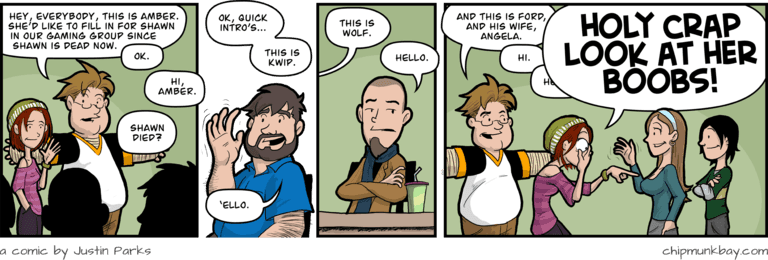 HEY, EVERYBODY, THIS IS AMBER.
SHE'D LIKE TO FILL IN FOR SHAWN
IN OUR GAMING GROUP SINCE
SHAWN IS DEAD NOW.
OK.
HI,
AMBER.
SHAWN
DIED?
OK, QUICK
INTRO'S...
THIS IS
KWIP.
'ELLO.
THIS IS
WOLF.
HELLO.
AND THIS IS FORD,
AND HIS WIFE,
ANGELA.
HI.
HOLY CRAP
LOOK AT HER
BOOBS!
a comic by Justin Parks
chipmunkbay.com